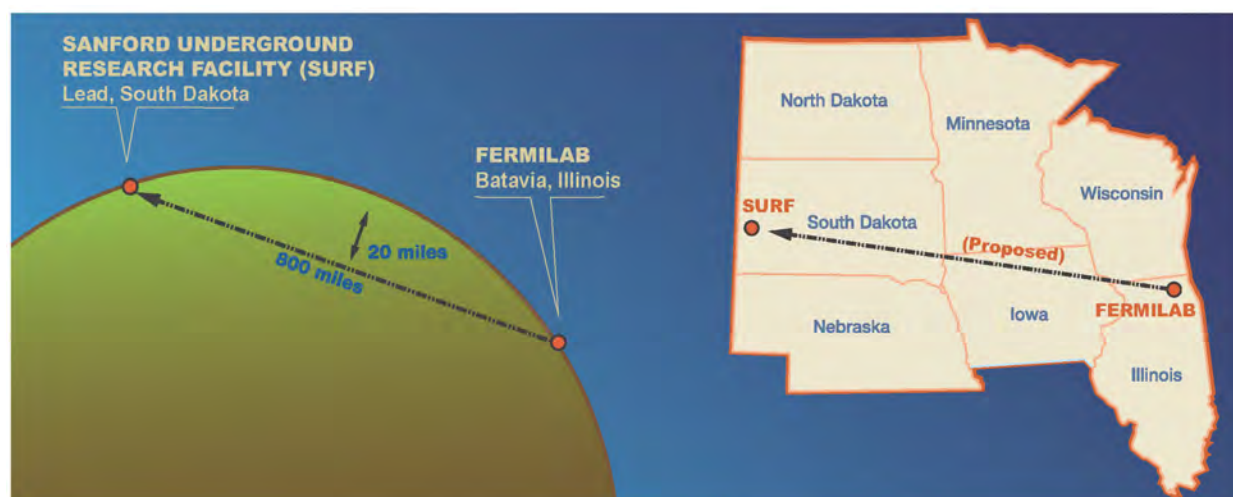 SANFORD UNDERGROUND
RESEARCH FACILITY (SURF)
Lead, South Dakota
FERMILAB
Batavia, Illinois
20 miles
800 miles
North Dakota
Minnesota
Wisconsin
SURF
South Dakota
(Proposed)
FERMILAB
Iowa
Nebraska
Illinois